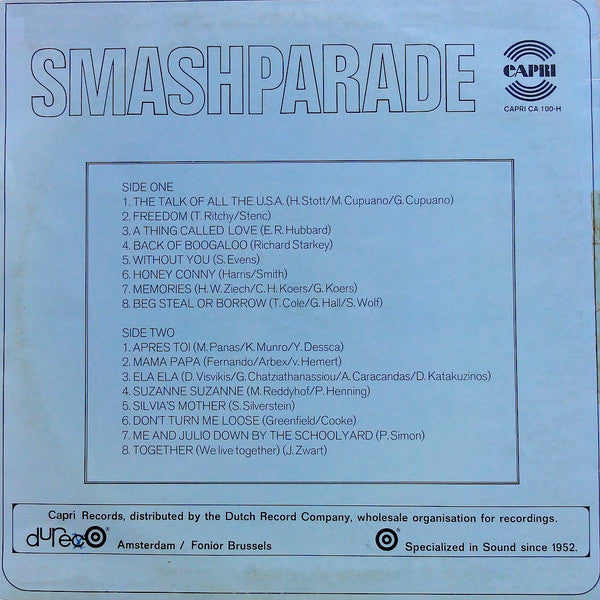 SMASHPARADE
CAPRI
CAPRI CA 100-H
SIDE ONE
1. THE TALK OF ALL THE U.S.A. (H. Stott/M. Cupuano/G. Cupuano)
2. FREEDOM (T. Ritchy/Stenc)
3. A THING CALLED LOVE (E. R. Hubbard)
4. BACK OF BOOGALOO (Richard Starkey)
5. WITHOUT YOU (S. Evens)
6. HONEY CONNY (Harris/Smith)
7. MEMORIES (H. W. Ziech/C. H. Koers/G. Koers)
8. BEG STEAL OR BORROW (T. Cole/G. Hall/S. Wolf)
SIDE TWO
1. APRES TOI (M. Panas/K. Munro/Y. Dessca)
2. MAMA PAPA (Fernando/Arbex/v. Hemert)
3. ELA ELA (D. Visvikis/G. Chatziathanassiou/A. Caracandas/D. Katakuzinos)
4. SUZANNE SUZANNE (M. Reddyhof/P. Henning)
5. SILVIA'S MOTHER (S. Silverstein)
6. DON'T TURN ME LOOSE (Greenfield/Cooke)
7. ME AND JULIO DOWN BY THE SCHOOLYARD (P. Simon)
8. TOGETHER (We live together) (J. Zwart)
Capri Records, distributed by the Dutch Record Company, wholesale organisation for recordings.
dureco ® Amsterdam / Fonior Brussels ® Specialized in Sound since 1952.